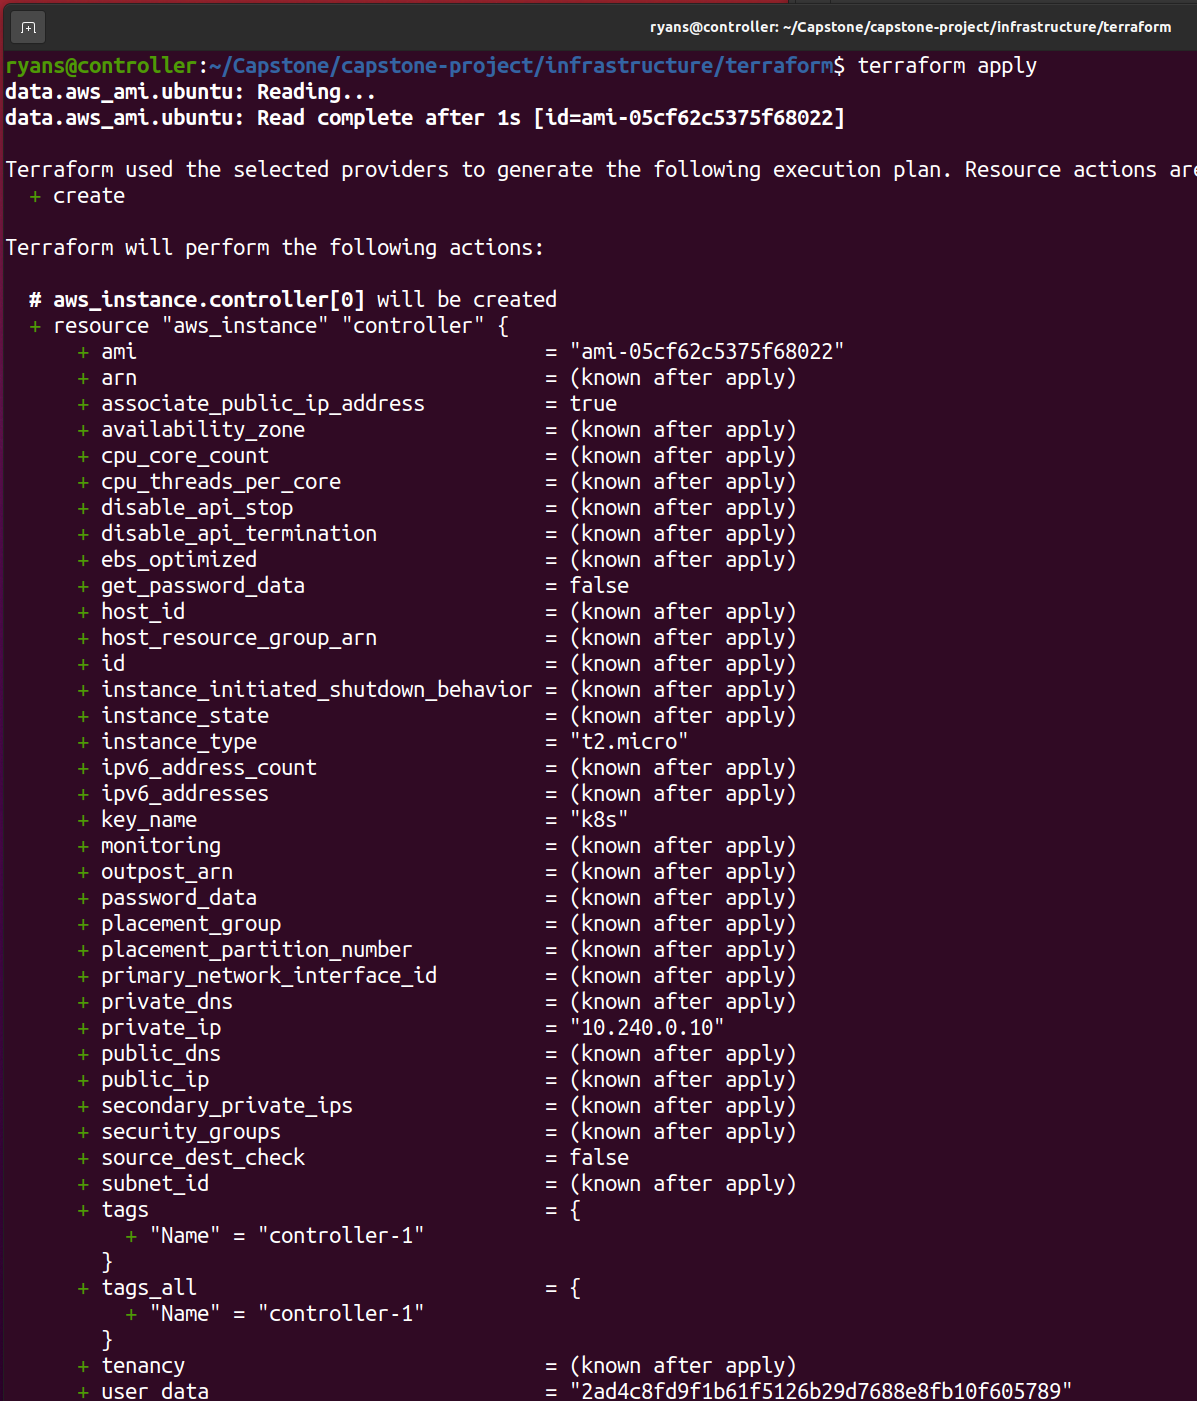 ryans@controller: ~/Capstone/capstone-project/infrastructure/terraform
ryans@controller:~/Capstone/capstone-project/infrastructure/terraform$ terraform apply
data.aws_ami.ubuntu: Reading...
data.aws_ami.ubuntu: Read complete after 1s [id=ami-05cf62c5375f68022]
Terraform used the selected providers to generate the following execution plan. Resource actions are
+ create
Terraform will perform the following actions:
# aws_instance.controller[0] will be created
+ resource "aws_instance" "controller" {
+ ami = "ami-05cf62c5375f68022"
+ arn = (known after apply)
+ associate_public_ip_address = true
+ availability_zone = (known after apply)
+ cpu_core_count = (known after apply)
+ cpu_threads_per_core = (known after apply)
+ disable_api_stop = (known after apply)
+ disable_api_termination = (known after apply)
+ ebs_optimized = (known after apply)
+ get_password_data = false
+ host_id = (known after apply)
+ host_resource_group_arn = (known after apply)
+ id = (known after apply)
+ instance_initiated_shutdown_behavior = (known after apply)
+ instance_state = (known after apply)
+ instance_type = "t2.micro"
+ ipv6_address_count = (known after apply)
+ ipv6_addresses = (known after apply)
+ key_name = "k8s"
+ monitoring = (known after apply)
+ outpost_arn = (known after apply)
+ password_data = (known after apply)
+ placement_group = (known after apply)
+ placement_partition_number = (known after apply)
+ primary_network_interface_id = (known after apply)
+ private_dns = (known after apply)
+ private_ip = "10.240.0.10"
+ public_dns = (known after apply)
+ public_ip = (known after apply)
+ secondary_private_ips = (known after apply)
+ security_groups = (known after apply)
+ source_dest_check = false
+ subnet_id = (known after apply)
+ tags = {
+ "Name" = "controller-1"
}
+ tags_all = {
+ "Name" = "controller-1"
}
+ tenancy = (known after apply)
+ user_data = "2ad4c8fd9f1b61f5126b29d7688e8fb10f605789"